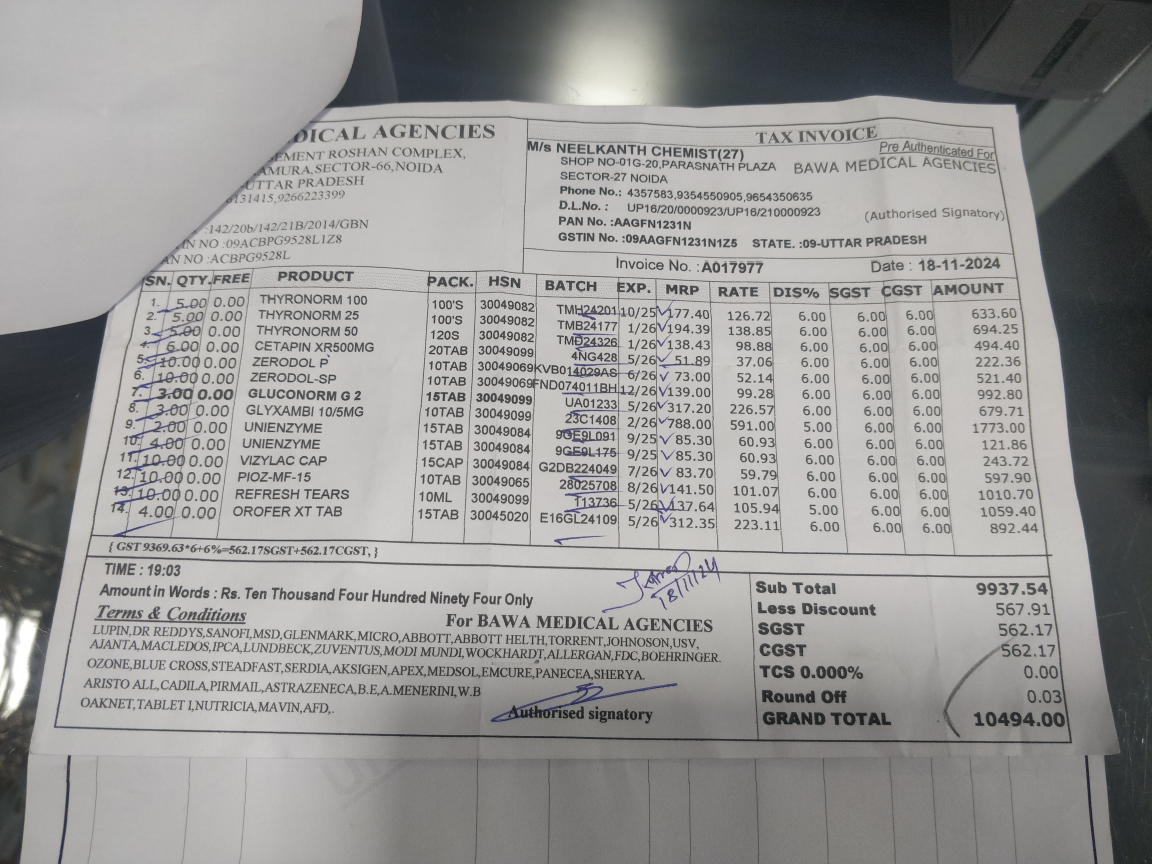 DICAL AGENCIES
EMENT ROSHAN COMPLEX,
AMURA,SECTOR-66,NOIDA
UTTAR PRADESH
6131415,9266223399
:142/20b/142/21B/2014/GBN
IN NO :09ACBPG9528L1Z8
AN NO :ACBPG9528L
TAX INVOICE
M/s NEELKANTH CHEMIST(27)
SHOP NO-01G-20,PARASNATH PLAZA
SECTOR-27 NOIDA
Phone No.: 4357583,9354550905,9654350635
D.L.No.: UP16/20/0000923/UP16/210000923
PAN No. :AAGFN1231N
GSTIN No. :09AAGFN1231N1Z5 STATE. :09-UTTAR PRADESH
Pre Authenticated For
BAWA MEDICAL AGENCIES
(Authorised Signatory)
Invoice No. :A017977 Date : 18-11-2024
SN. QTY. FREE PRODUCT PACK. HSN BATCH EXP. MRP RATE DIS% SGST CGST AMOUNT
1. 5.00 0.00 THYRONORM 100 100'S 30049082 TMH24201 10/25 177.40 126.72 6.00 6.00 6.00 633.60
2. 5.00 0.00 THYRONORM 25 100'S 30049082 TMB24177 1/26 194.39 138.85 6.00 6.00 6.00 694.25
3. 5.00 0.00 THYRONORM 50 120S 30049082 TMD24326 1/26 138.43 98.88 6.00 6.00 6.00 494.40
4. 6.00 0.00 CETAPIN XR500MG 20TAB 30049099 4NG428 5/26 51.89 37.06 6.00 6.00 6.00 222.36
5. 10.00 0.00 ZERODOL P 10TAB 30049069 KVB014029AS 6/26 73.00 52.14 6.00 6.00 6.00 521.40
6. 10.00 0.00 ZERODOL-SP 10TAB 30049069 FND074011BH 12/26 139.00 99.28 6.00 6.00 6.00 992.80
7. 3.00 0.00 GLUCONORM G 2 15TAB 30049099 UA01233 5/26 317.20 226.57 6.00 6.00 6.00 679.71
8. 3.00 0.00 GLYXAMBI 10/5MG 10TAB 30049099 23C1408 2/26 788.00 591.00 5.00 6.00 6.00 1773.00
9. 2.00 0.00 UNIENZYME 15TAB 30049084 9GE9L091 9/25 85.30 60.93 6.00 6.00 6.00 121.86
10. 4.00 0.00 UNIENZYME 15TAB 30049084 9GE9L175 9/25 85.30 60.93 6.00 6.00 6.00 243.72
11. 10.00 0.00 VIZYLAC CAP 15CAP 30049084 G2DB224049 7/26 83.70 59.79 6.00 6.00 6.00 597.90
12. 10.00 0.00 PIOZ-MF-15 10TAB 30049065 28025708 8/26 141.50 101.07 6.00 6.00 6.00 1010.70
13. 10.00 0.00 REFRESH TEARS 10ML 30049099 T13736 5/26 137.64 105.94 5.00 6.00 6.00 1059.40
14. 4.00 0.00 OROFER XT TAB 15TAB 30045020 E16GL24109 5/26 312.35 223.11 6.00 6.00 6.00 892.44
{ GST 9369.63*6+6%=562.17SGST+562.17CGST, }
TIME : 19:03
Amount in Words : Rs. Ten Thousand Four Hundred Ninety Four Only
18/11/24
Terms & Conditions
For BAWA MEDICAL AGENCIES
LUPIN,DR REDDYS,SANOFI,MSD,GLENMARK,MICRO,ABBOTT,ABBOTT HELTH,TORRENT,JOHNOSON,USV,
AJANTA,MACLEDOS,IPCA,LUNDBECK,ZUVENTUS,MODI MUNDI,WOCKHARDT,ALLERGAN,FDC,BOEHRINGER.
OZONE,BLUE CROSS,STEADFAST,SERDIA,AKSIGEN,APEX,MEDSOL,EMCURE,PANECEA,SHERYA.
ARISTO ALL,CADILA,PIRMAIL,ASTRAZENECA,B.E,A.MENERINI,W.B
OAKNET,TABLET I,NUTRICIA,MAVIN,AFD,.
Authorised signatory
Sub Total 9937.54
Less Discount 567.91
SGST 562.17
CGST 562.17
TCS 0.000% 0.00
Round Off 0.03
GRAND TOTAL 10494.00